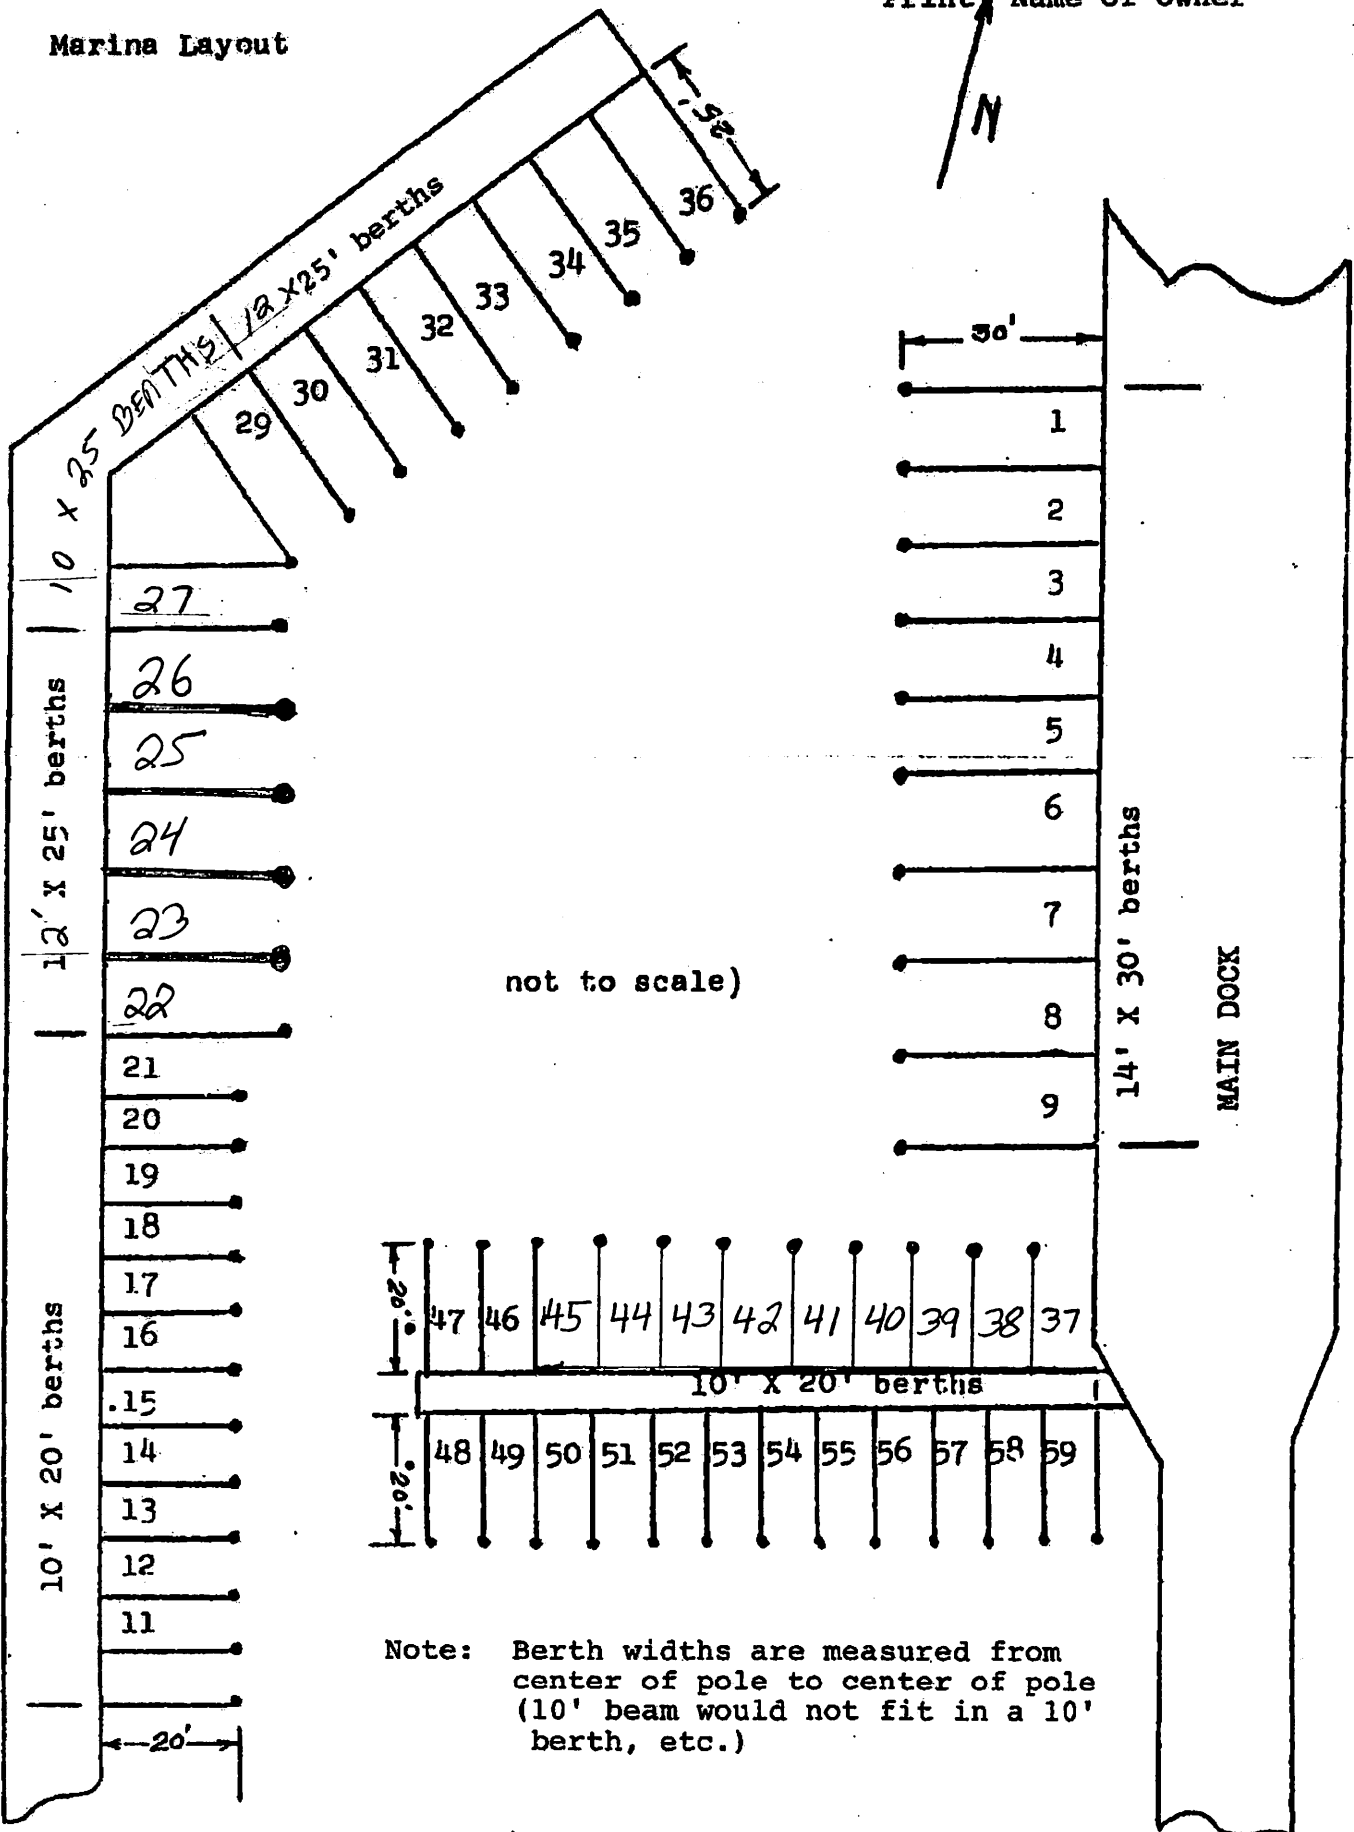 Print Name of Owner
Marina Layout
N
25'
10 X 25 BERTHS | 12 X 25' berths
36
35
34
33
32
31
30
29
30'
1
2
3
4
5
6
7
8
9
14' X 30' berths
MAIN DOCK
27
26
25
24
23
22
12' X 25' berths
21
20
19
18
17
16
.15
14
13
12
11
10' X 20' berths
20'
not to scale)
20'
47 46 45 44 43 42 41 40 39 38 37
10' X 20' berths
48 49 50 51 52 53 54 55 56 57 58 59
20'
Note: Berth widths are measured from
center of pole to center of pole
(10' beam would not fit in a 10'
berth, etc.)